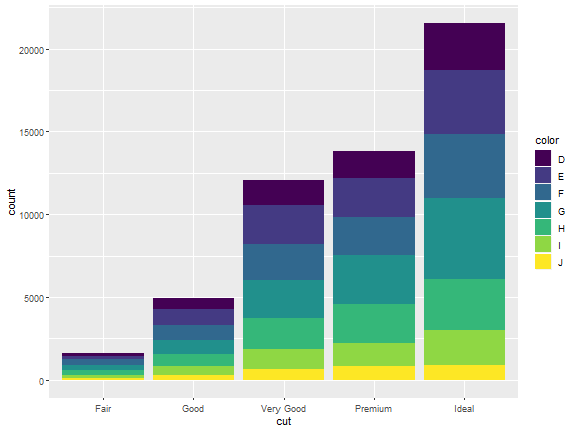 20000
15000
10000
5000
0
count
Fair Good Very Good Premium Ideal
cut
color
D
E
F
G
H
I
J